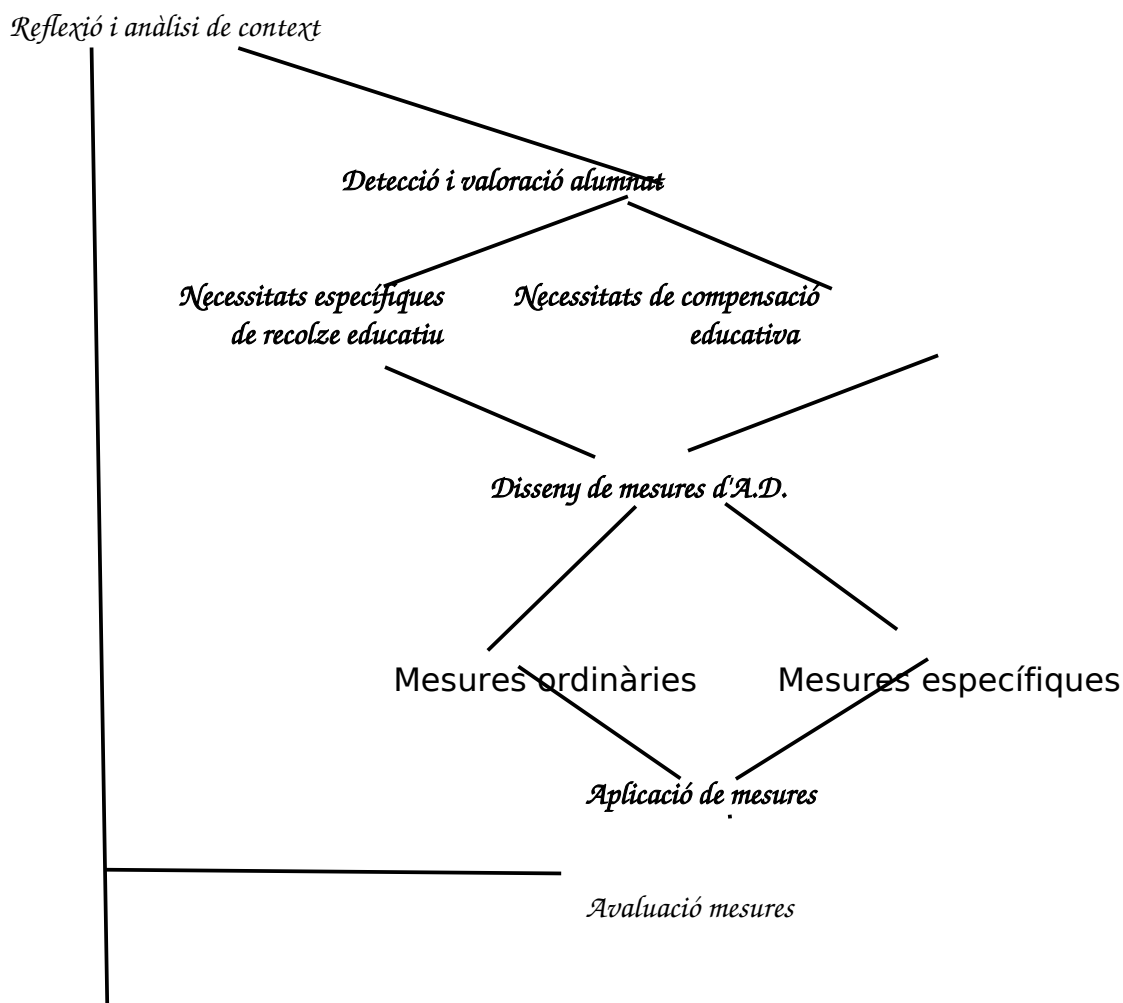 Reflexió i anàlisi de context
Detecció i valoració alumnat
Necessitats específiques
de recolze educatiu
Necessitats de compensació
educativa
Disseny de mesures d'A.D.
Mesures ordinàries
Mesures específiques
Aplicació de mesures
.
Avaluació mesures